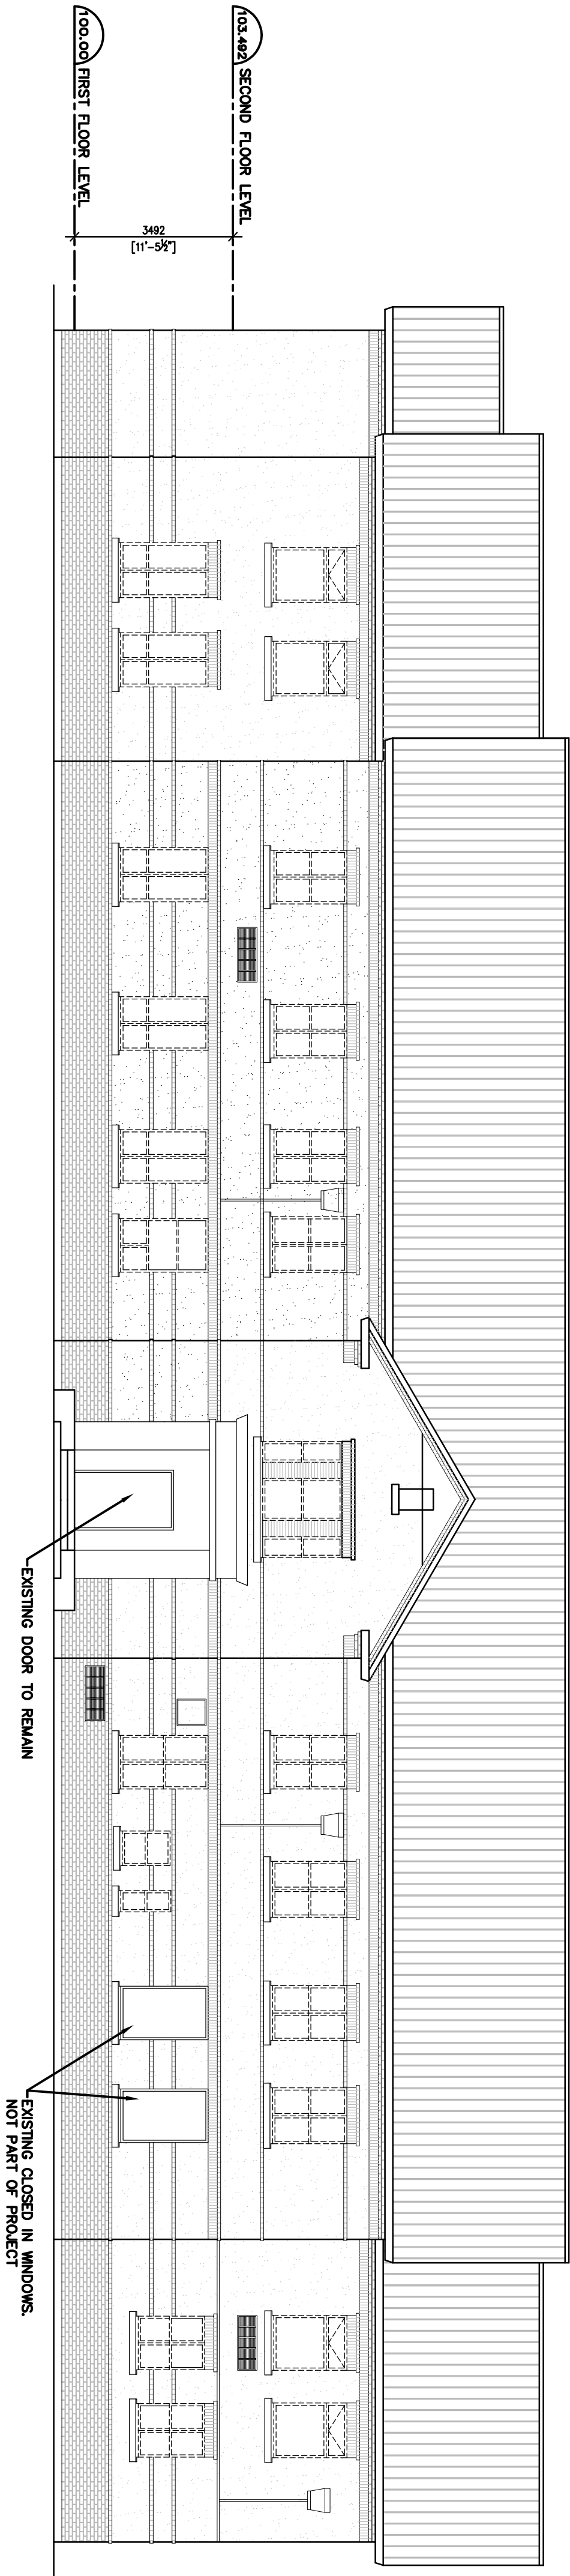 103.492 SECOND FLOOR LEVEL
3492
[11'-5½"]
100.00 FIRST FLOOR LEVEL
EXISTING DOOR TO REMAIN
EXISTING CLOSED IN WINDOWS.
NOT PART OF PROJECT